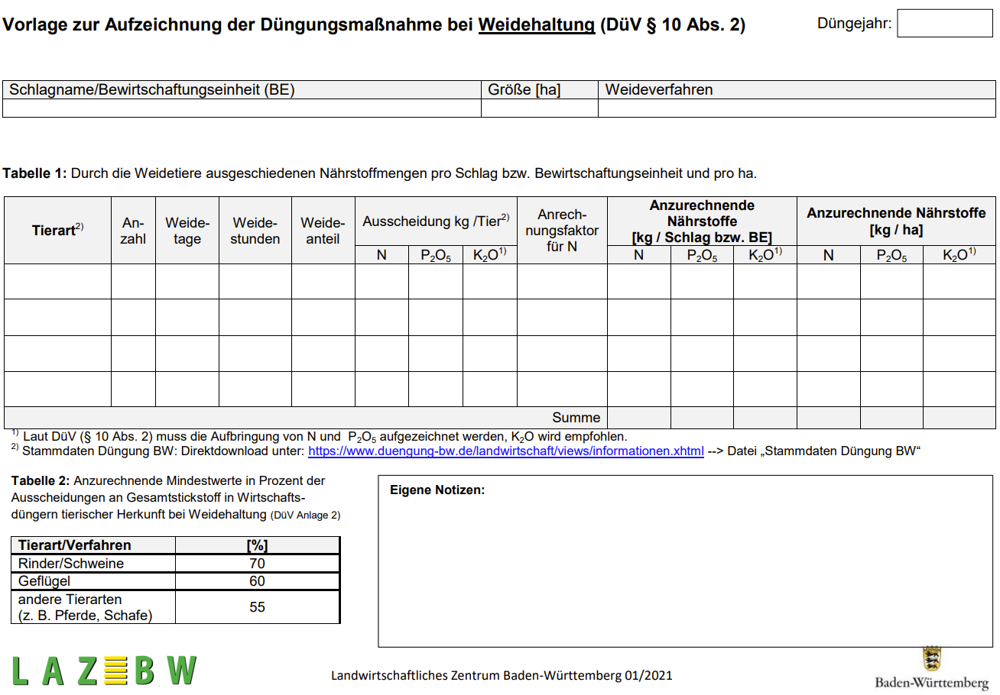 Vorlage zur Aufzeichnung der Düngungsmaßnahme bei Weidehaltung (DüV § 10 Abs. 2)
Düngejahr:
Schlagname/Bewirtschaftungseinheit (BE) Größe [ha] Weideverfahren
Tabelle 1: Durch die Weidetiere ausgeschiedenen Nährstoffmengen pro Schlag bzw. Bewirtschaftungseinheit und pro ha.
Tierart2)
An-
zahl
Weide-
tage
Weide-
stunden
Weide-
anteil
Ausscheidung kg /Tier2)
N P2O5 K2O1)
Anrech-
nungsfaktor
für N
Anzurechnende
Nährstoffe
[kg / Schlag bzw. BE]
N P2O5 K2O1)
Anzurechnende Nährstoffe
[kg / ha]
N P2O5 K2O1)
Summe
1) Laut DüV (§ 10 Abs. 2) muss die Aufbringung von N und P2O5 aufgezeichnet werden, K2O wird empfohlen.
2) Stammdaten Düngung BW: Direktdownload unter: https://www.duengung-bw.de/landwirtschaft/views/informationen.xhtml --> Datei „Stammdaten Düngung BW“
Tabelle 2: Anzurechnende Mindestwerte in Prozent der
Ausscheidungen an Gesamtstickstoff in Wirtschafts-
düngern tierischer Herkunft bei Weidehaltung (DüV Anlage 2)
Tierart/Verfahren [%]
Rinder/Schweine 70
Geflügel 60
andere Tierarten
(z. B. Pferde, Schafe) 55
Eigene Notizen:
LAZBW
Landwirtschaftliches Zentrum Baden-Württemberg 01/2021
Baden-Württemberg